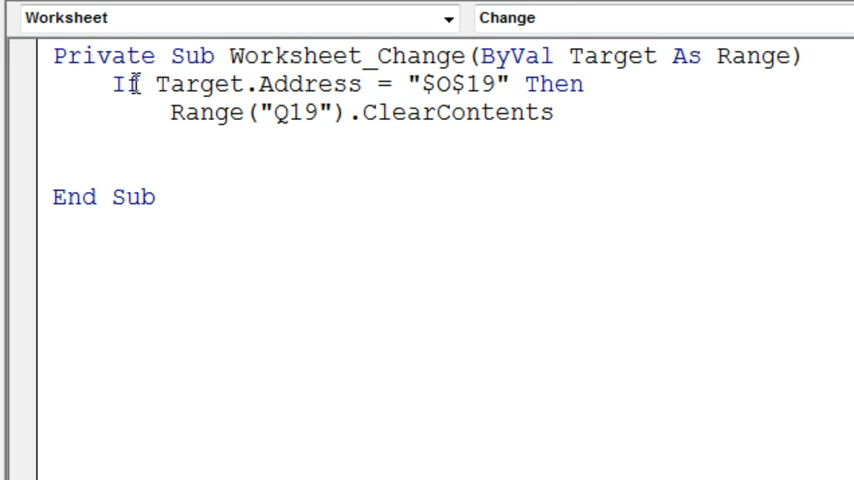 Worksheet Change
Private Sub Worksheet_Change(ByVal Target As Range)
If Target.Address = "$O$19" Then
Range("Q19").ClearContents
End Sub